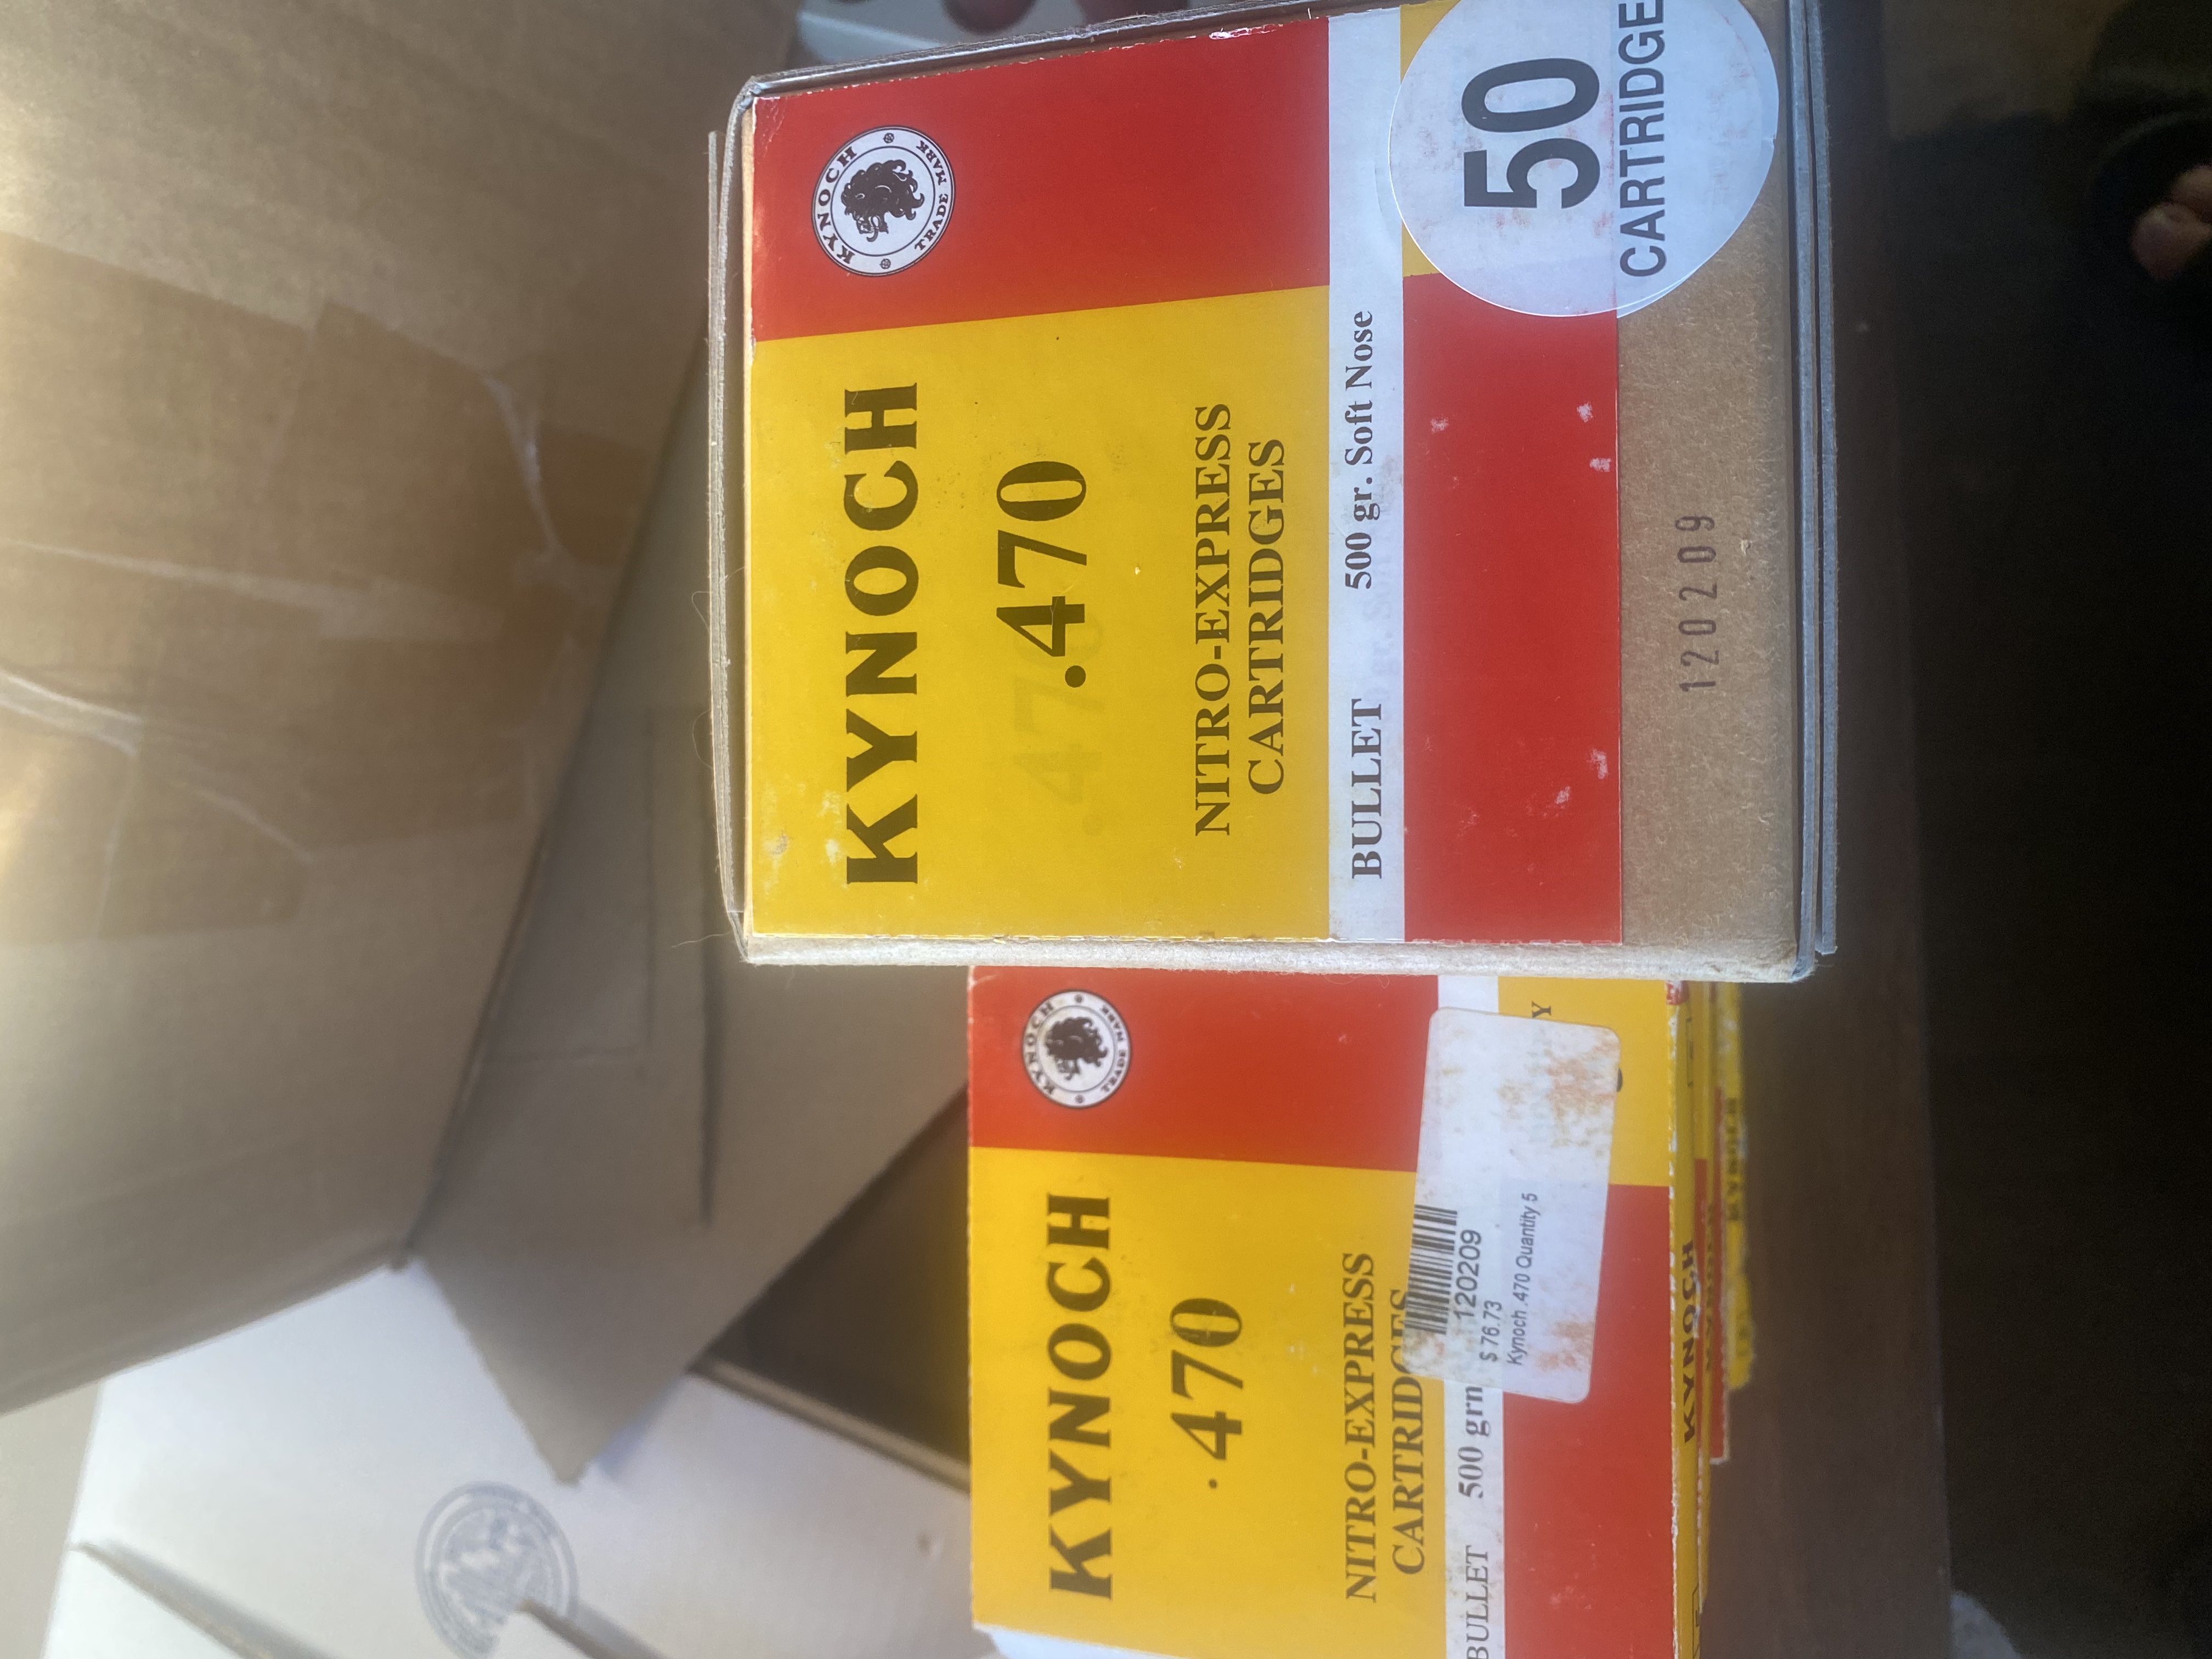 KYNOCH
TRADE MARK
KYNOCH
.470
NITRO-EXPRESS
CARTRIDGES
BULLET 500 gr. Soft Nose
50
CARTRIDGE
120209
KYNOCH
TRADE MARK
KYNOCH
.470
NITRO-EXPRESS
CARTRIDGES
BULLET 500 grn
120209
$ 76.73
Kynoch .470 Quantity 5
Y
KYNOCH
KYNOCH